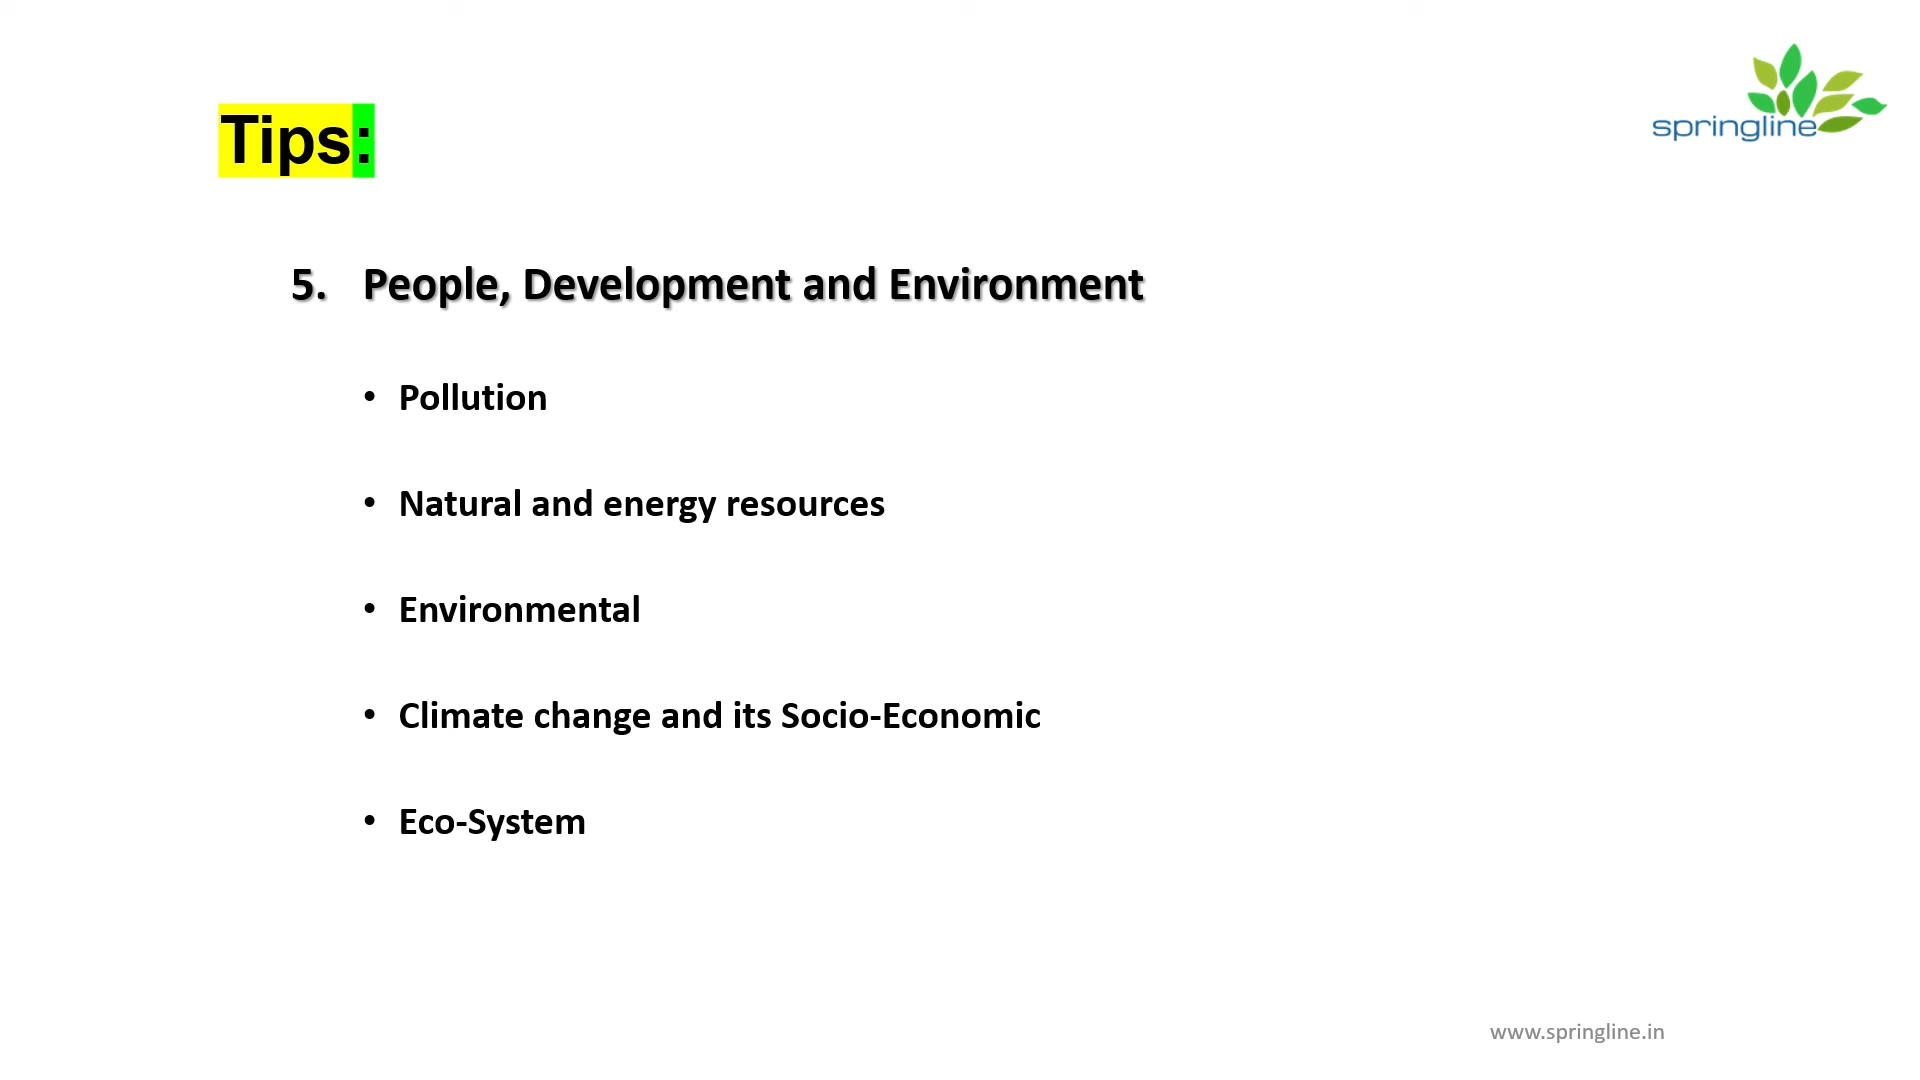 springline
Tips:
5. People, Development and Environment
• Pollution
• Natural and energy resources
• Environmental
• Climate change and its Socio-Economic
• Eco-System
www.springline.in